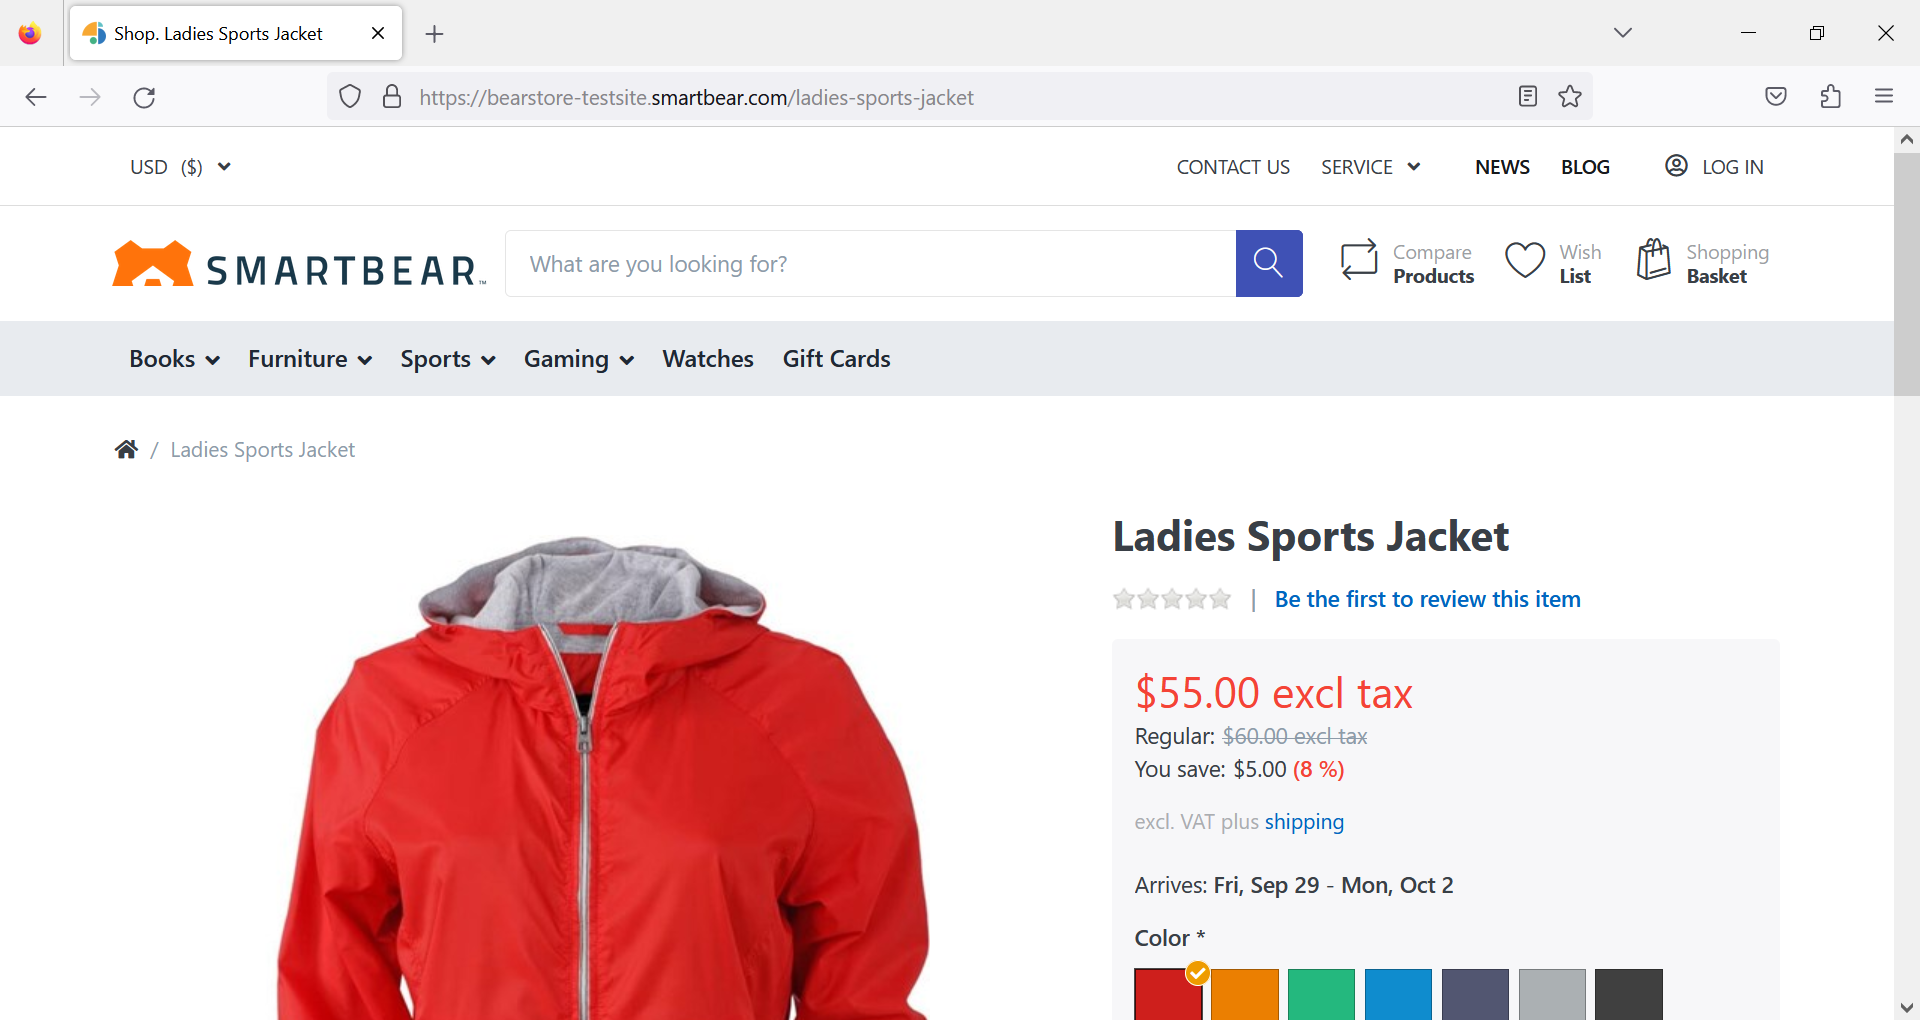 Shop. Ladies Sports Jacket
https://bearstore-testsite.smartbear.com/ladies-sports-jacket
USD ($)
CONTACT US SERVICE NEWS BLOG LOG IN
SMARTBEAR™
What are you looking for?
Compare Products
Wish List
Shopping Basket
Books Furniture Sports Gaming Watches Gift Cards
/ Ladies Sports Jacket
Ladies Sports Jacket
| Be the first to review this item
$55.00 excl tax
Regular: $60.00 excl tax
You save: $5.00 (8 %)
excl. VAT plus shipping
Arrives: Fri, Sep 29 - Mon, Oct 2
Color *